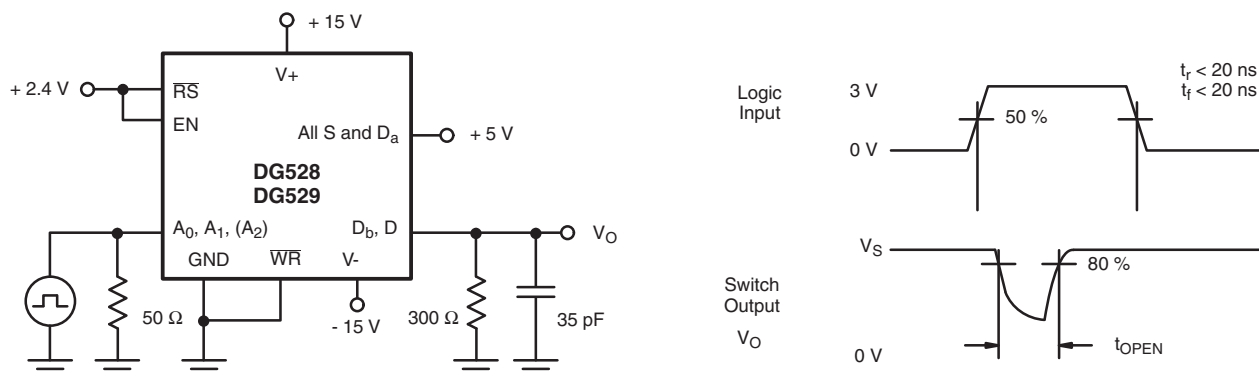 + 15 V
+ 2.4 V
RS
EN
V+
All S and Da
+ 5 V
DG528
DG529
A0, A1, (A2)
Db, D
VO
GND
WR
V-
50 Ω
- 15 V
300 Ω
35 pF
Logic
Input
3 V
0 V
50 %
tr < 20 ns
tf < 20 ns
VS
Switch
Output
VO
0 V
80 %
tOPEN